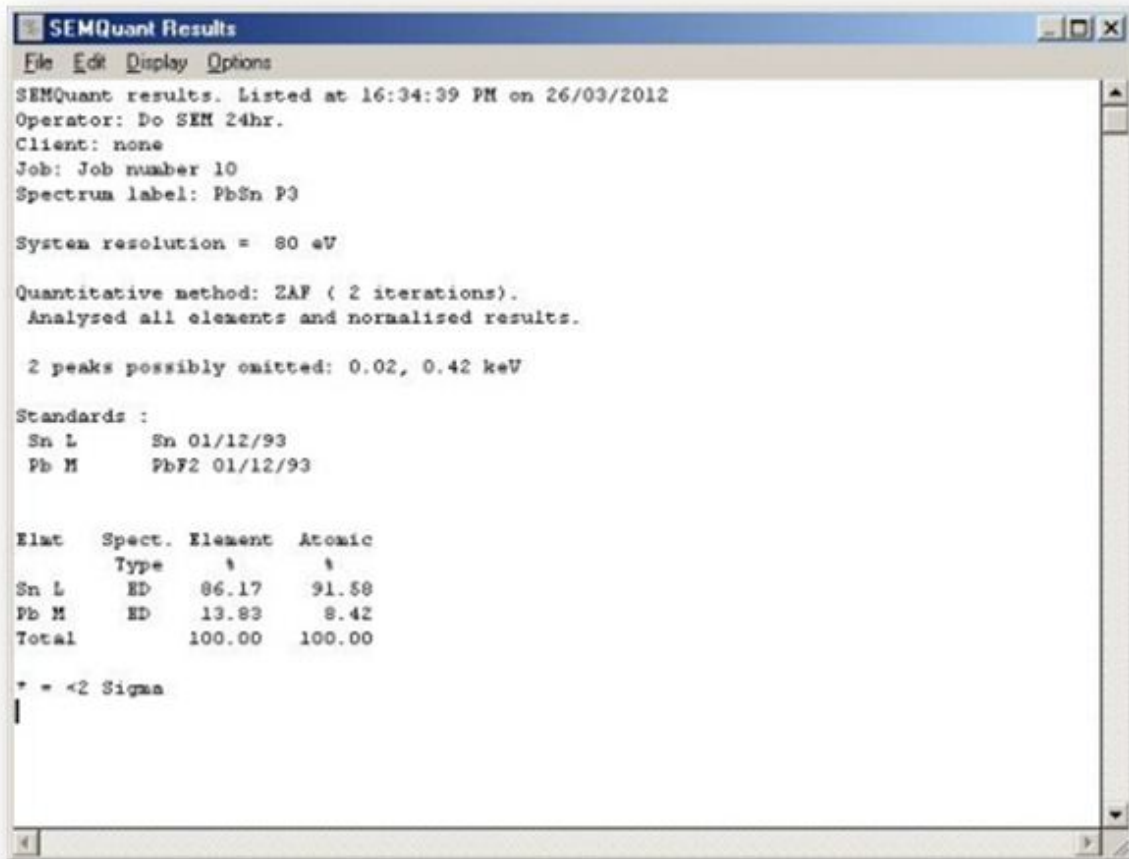 SEMQuant Results
File Edit Display Options
SEMQuant results. Listed at 16:34:39 PM on 26/03/2012
Operator: Do SEM 24hr.
Client: none
Job: Job number 10
Spectrum label: PbSn P3
System resolution = 80 eV
Quantitative method: ZAF ( 2 iterations).
Analysed all elements and normalised results.
2 peaks possibly omitted: 0.02, 0.42 keV
Standards :
Sn L Sn 01/12/93
Pb M PbF2 01/12/93
Elmt Spect. Element Atomic
Type % %
Sn L ED 86.17 91.58
Pb M ED 13.83 8.42
Total 100.00 100.00
* = <2 Sigma